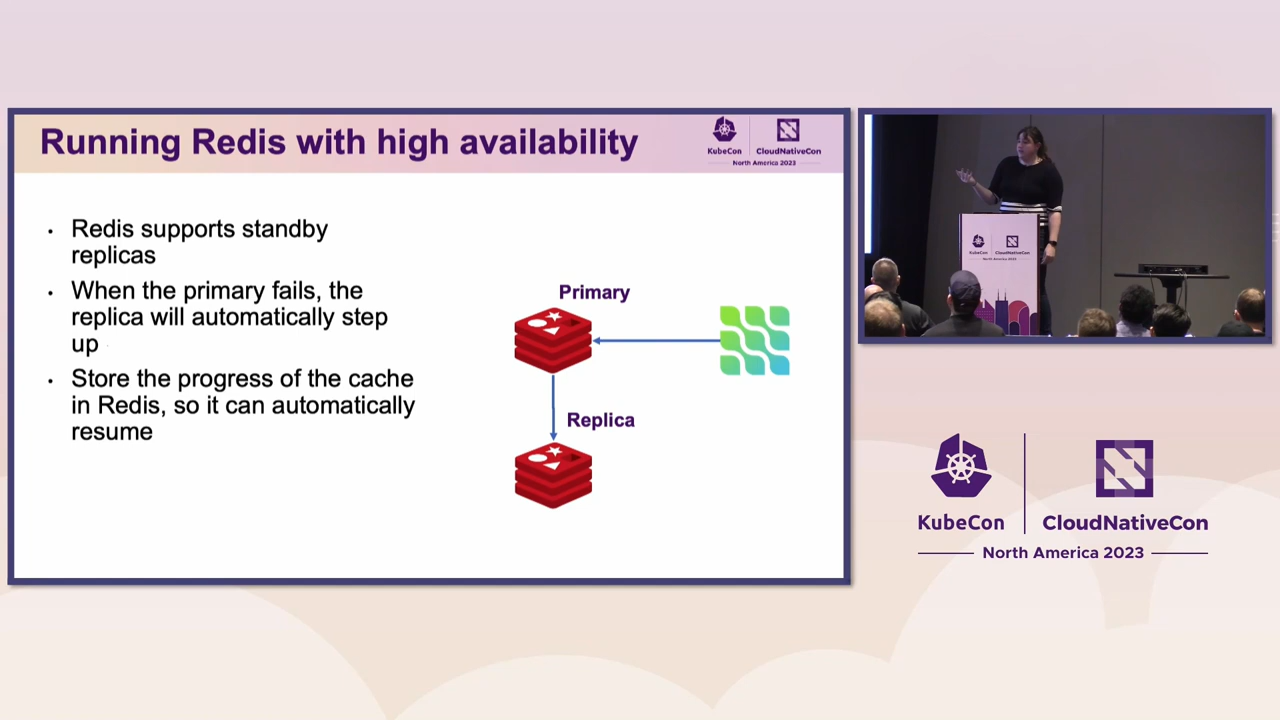 Running Redis with high availability
KubeCon
CloudNativeCon
North America 2023
• Redis supports standby
replicas
• When the primary fails, the
replica will automatically step
up
• Store the progress of the cache
in Redis, so it can automatically
resume
Primary
Replica
KubeCon
CloudNativeCon
North America 2023
KubeCon
CloudNativeCon
North America 2023